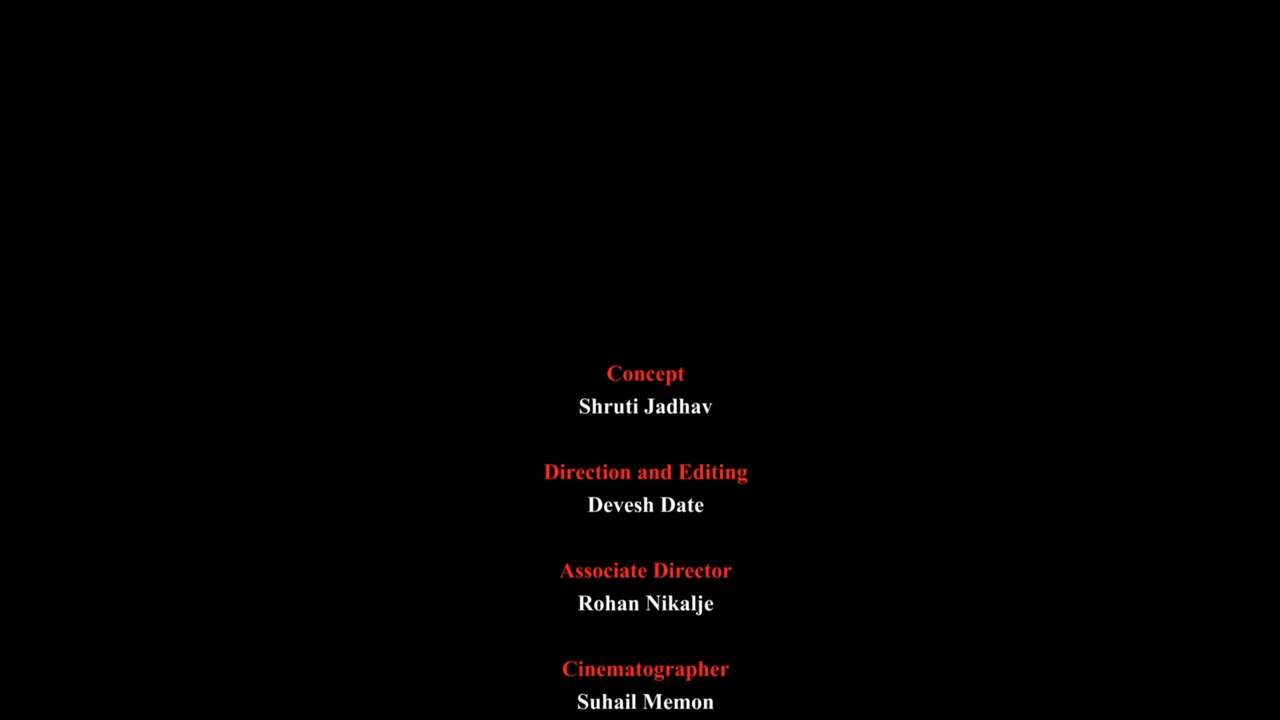 Concept
Shruti Jadhav
Direction and Editing
Devesh Date
Associate Director
Rohan Nikalje
Cinematographer
Suhail Memon